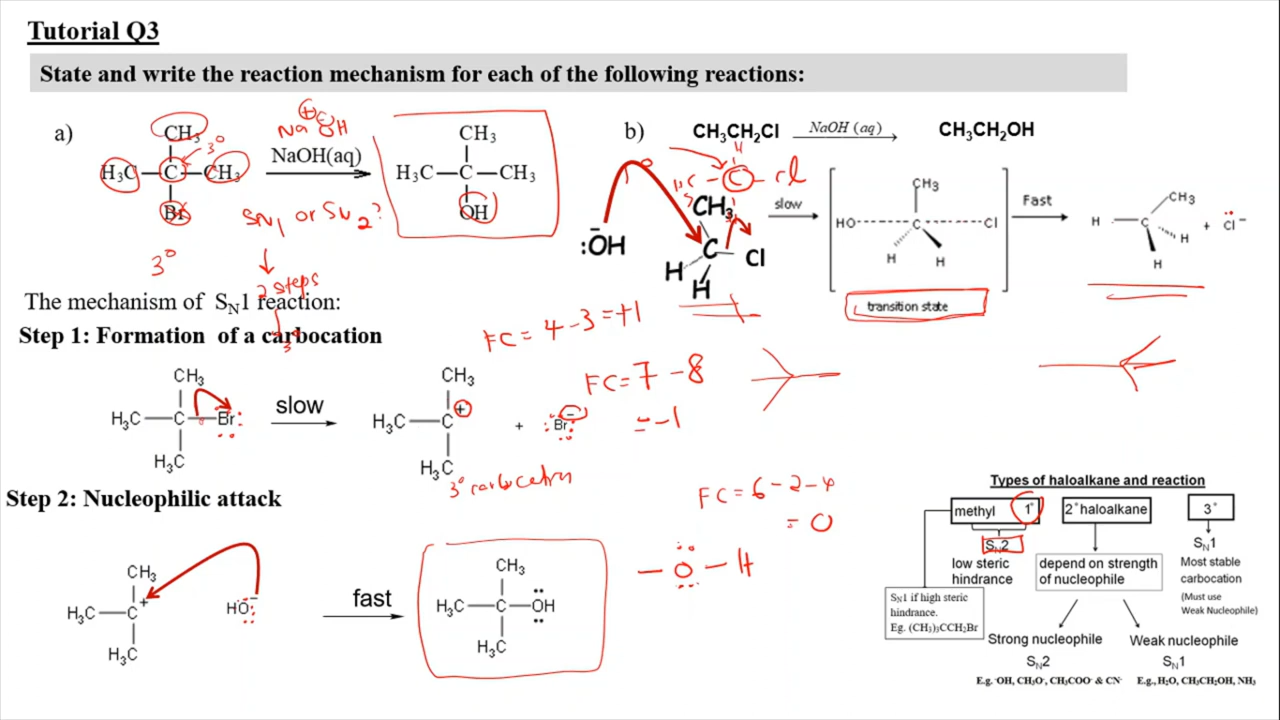 Tutorial Q3
State and write the reaction mechanism for each of the following reactions:
a)
CH₃
3°
H₃C—C—CH₃
Br
3°
Na⊕ ⊖OH
NaOH(aq)
SN1 or SN2?
2 steps
3°
CH₃
H₃C—C—CH₃
OH
b)
CH₃CH₂Cl
NaOH (aq)
CH₃CH₂OH
1°
H
H₃C - C - Cl
:ŌH
CH₃
C
Cl
H
H
slow
CH₃
HO------C------Cl
H
H
transition state
Fast
CH₃
H
C
H
H
+ Cl⁻
The mechanism of SN1 reaction:
Step 1: Formation of a carbocation
CH₃
H₃C—C—Br:
H₃C
slow
CH₃
H₃C—C+
H₃C
3° carbocation
+
:Br:⁻
FC = 4 - 3 = +1
FC = 7 - 8
= -1
Step 2: Nucleophilic attack
CH₃
H₃C—C+
H₃C
HO:⁻
fast
CH₃
H₃C—C—OH
H₃C
FC = 6 - 2 - 4
= 0
— O — H
Types of haloalkane and reaction
methyl 1°
2° haloalkane
3°
SN2
low steric
hindrance
SN1 if high steric
hindrance.
Eg. (CH₃)₃CCH₂Br
depend on strength
of nucleophile
SN1
Most stable
carbocation
(Must use
Weak Nucleophile)
Strong nucleophile
SN2
E.g. ⁻OH, CH₃O⁻, CH₃COO⁻ & CN⁻
Weak nucleophile
SN1
E.g., H₂O, CH₃CH₂OH, NH₃